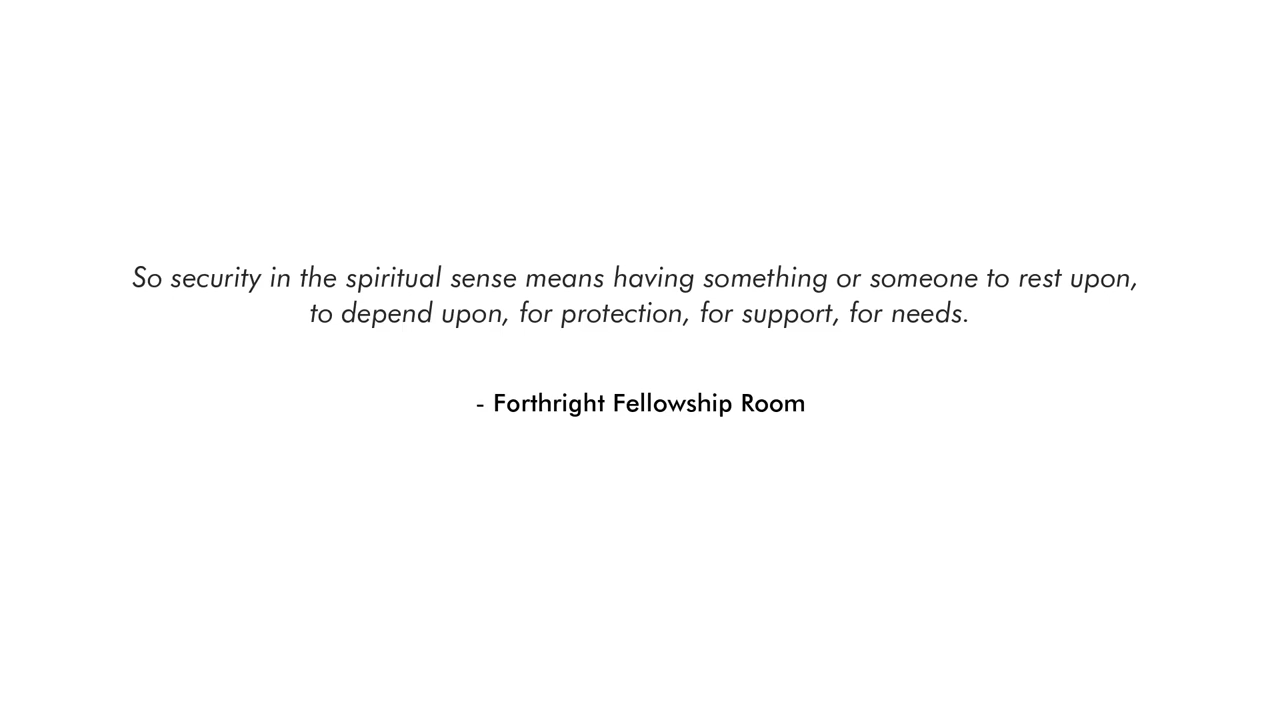 So security in the spiritual sense means having something or someone to rest upon,
to depend upon, for protection, for support, for needs.
- Forthright Fellowship Room